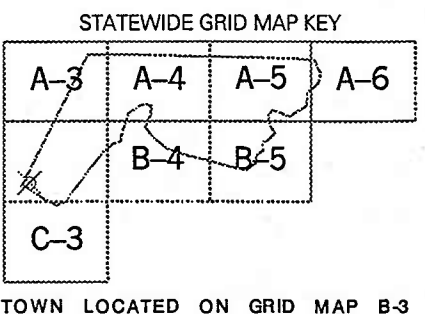 STATEWIDE GRID MAP KEY
A–3 A–4 A–5 A–6
B–4 B–5
C–3
TOWN LOCATED ON GRID MAP B-3